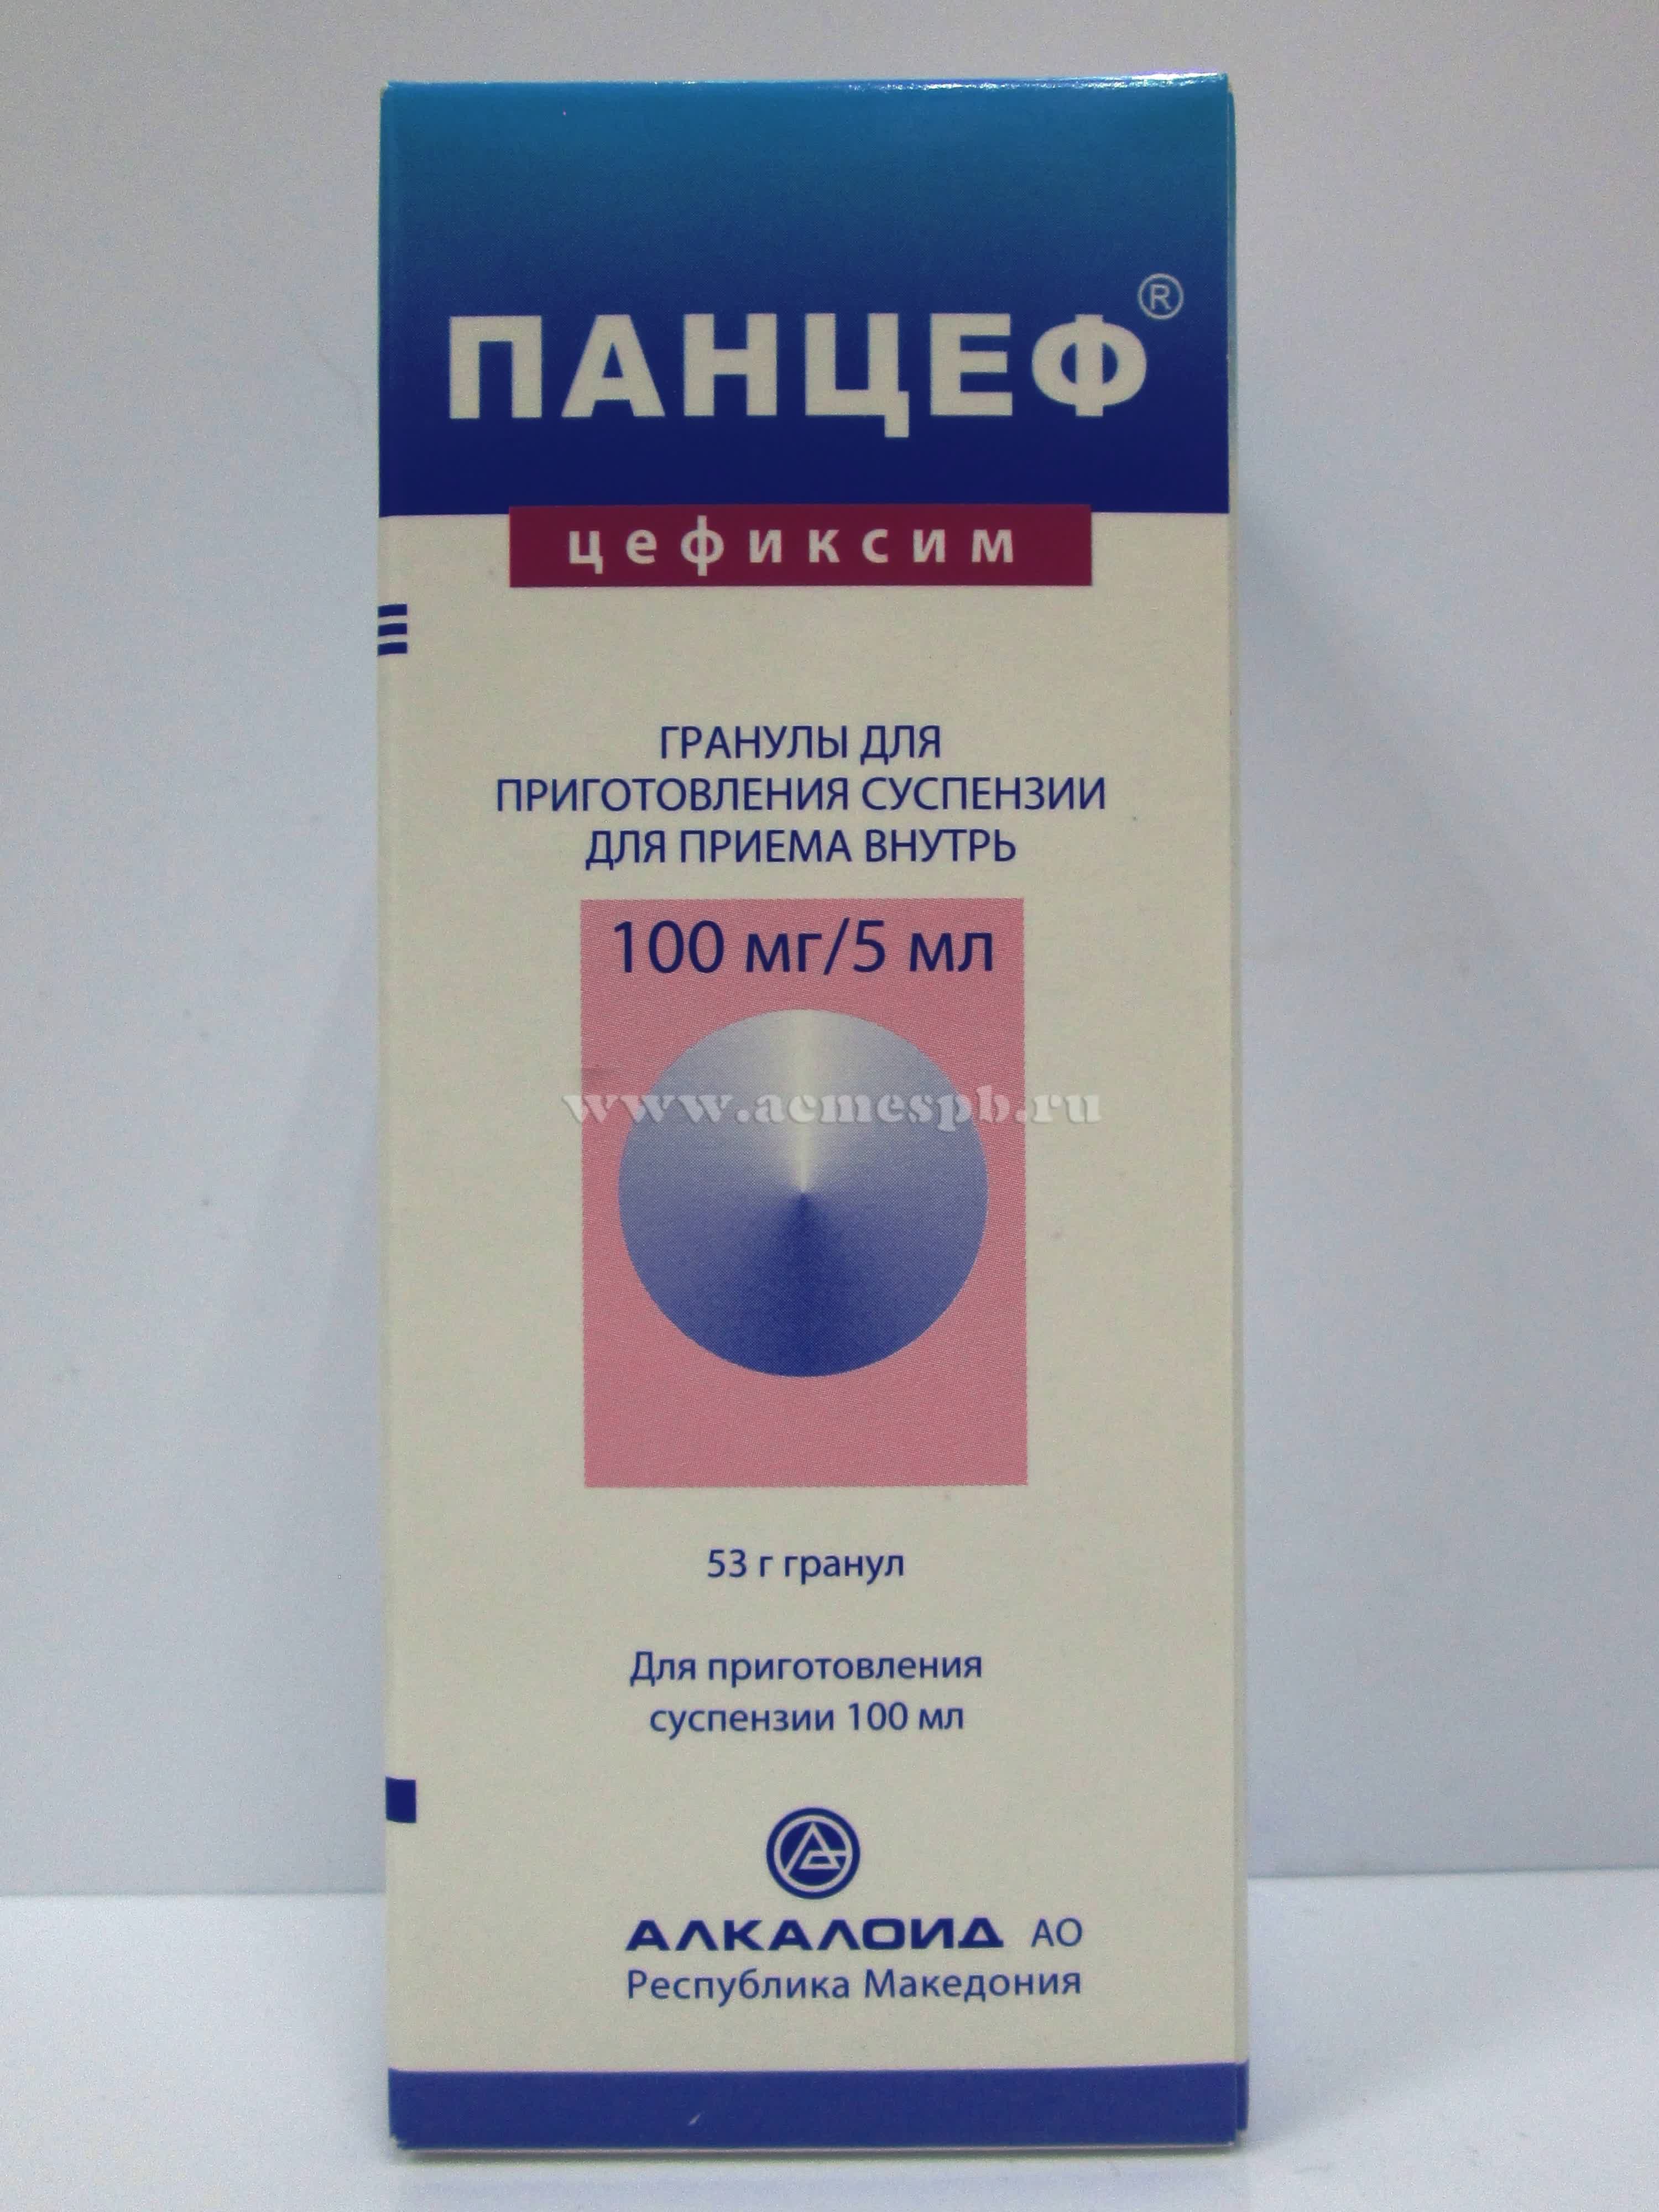 ПАНЦЕФ®
цефиксим
ГРАНУЛЫ ДЛЯ
ПРИГОТОВЛЕНИЯ СУСПЕНЗИИ
ДЛЯ ПРИЕМА ВНУТРЬ
100 мг/5 мл
www.acmespb.ru
53 г гранул
Для приготовления
суспензии 100 мл
АЛКАЛОИД АО
Республика Македония